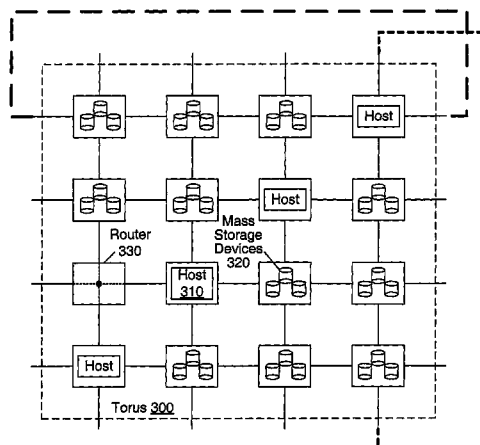 Host
Host
Router
330
Mass
Storage
Devices
320
Host
310
Host
Torus 300